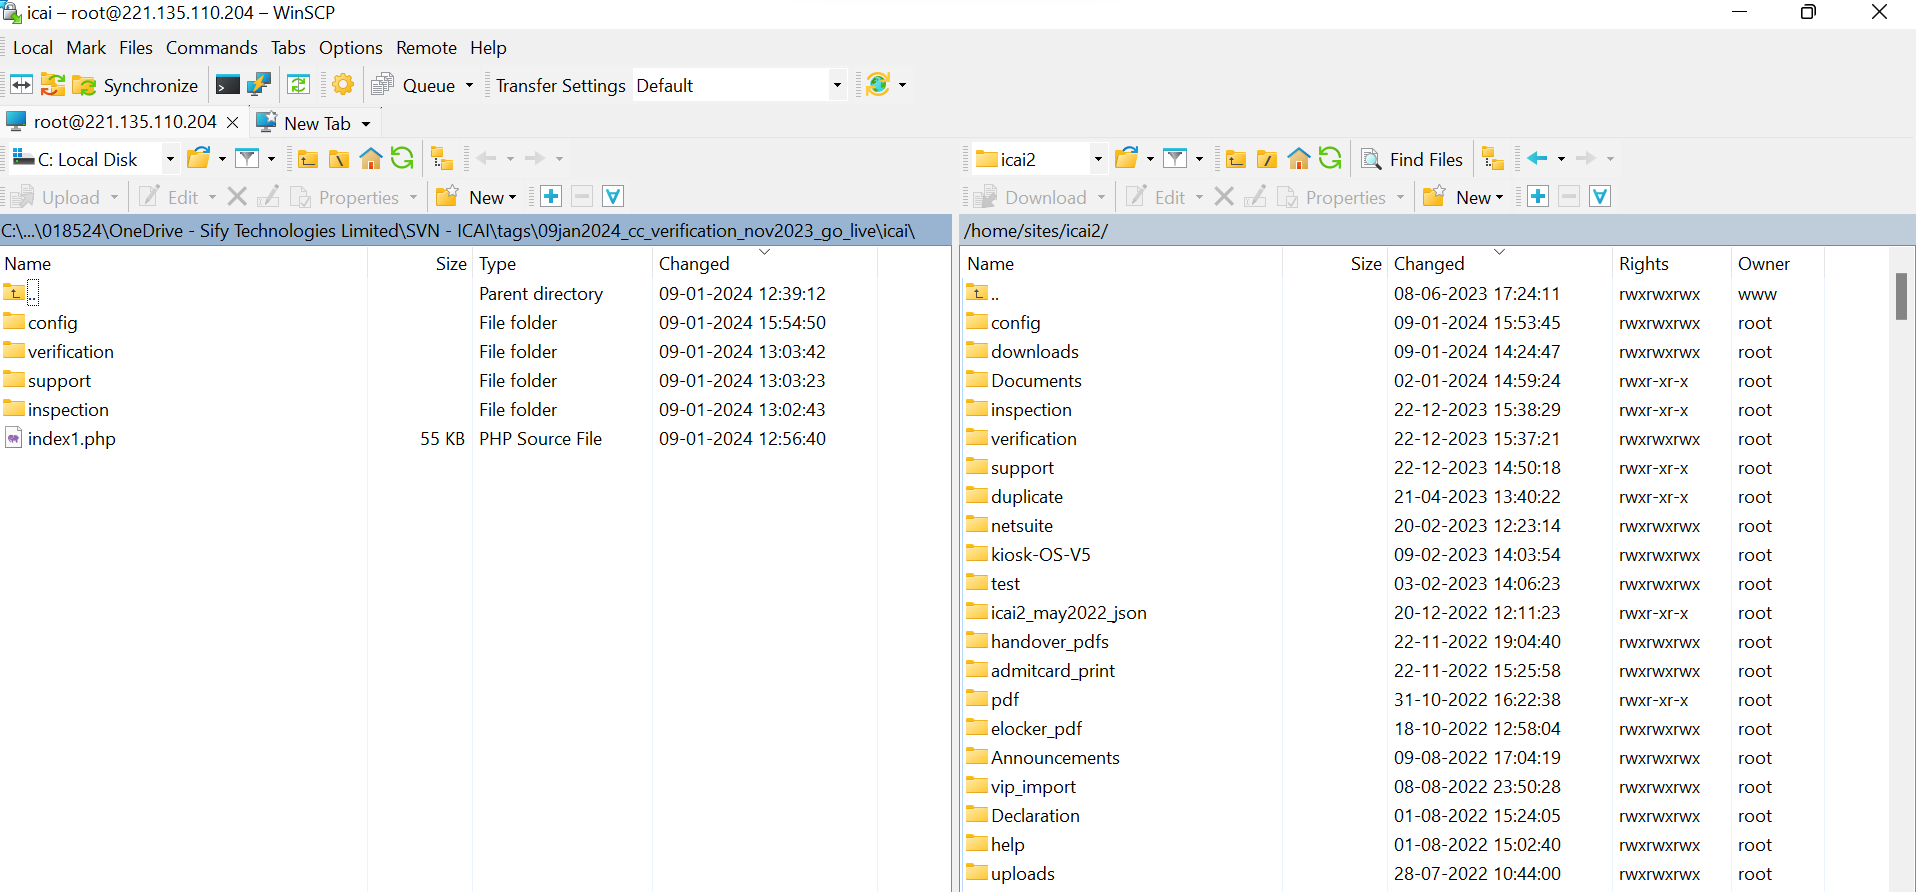 icai – root@221.135.110.204 – WinSCP
Local Mark Files Commands Tabs Options Remote Help
Synchronize Queue Transfer Settings Default
root@221.135.110.204 New Tab
C: Local Disk
Upload Edit Properties New
C:\...\018524\OneDrive - Sify Technologies Limited\SVN - ICAI\tags\09jan2024_cc_verification_nov2023_go_live\icai\
Name Size Type Changed
.. Parent directory 09-01-2024 12:39:12
config File folder 09-01-2024 15:54:50
verification File folder 09-01-2024 13:03:42
support File folder 09-01-2024 13:03:23
inspection File folder 09-01-2024 13:02:43
index1.php 55 KB PHP Source File 09-01-2024 12:56:40
icai2 Find Files
Download Edit Properties New
/home/sites/icai2/
Name Size Changed Rights Owner
.. 08-06-2023 17:24:11 rwxrwxrwx www
config 09-01-2024 15:53:45 rwxrwxrwx root
downloads 09-01-2024 14:24:47 rwxrwxrwx root
Documents 02-01-2024 14:59:24 rwxr-xr-x root
inspection 22-12-2023 15:38:29 rwxr-xr-x root
verification 22-12-2023 15:37:21 rwxrwxrwx root
support 22-12-2023 14:50:18 rwxr-xr-x root
duplicate 21-04-2023 13:40:22 rwxr-xr-x root
netsuite 20-02-2023 12:23:14 rwxrwxrwx root
kiosk-OS-V5 09-02-2023 14:03:54 rwxrwxrwx root
test 03-02-2023 14:06:23 rwxrwxrwx root
icai2_may2022_json 20-12-2022 12:11:23 rwxr-xr-x root
handover_pdfs 22-11-2022 19:04:40 rwxrwxrwx root
admitcard_print 22-11-2022 15:25:58 rwxrwxrwx root
pdf 31-10-2022 16:22:38 rwxr-xr-x root
elocker_pdf 18-10-2022 12:58:04 rwxrwxrwx root
Announcements 09-08-2022 17:04:19 rwxrwxrwx root
vip_import 08-08-2022 23:50:28 rwxrwxrwx root
Declaration 01-08-2022 15:24:05 rwxrwxrwx root
help 01-08-2022 15:02:40 rwxrwxrwx root
uploads 28-07-2022 10:44:00 rwxrwxrwx root